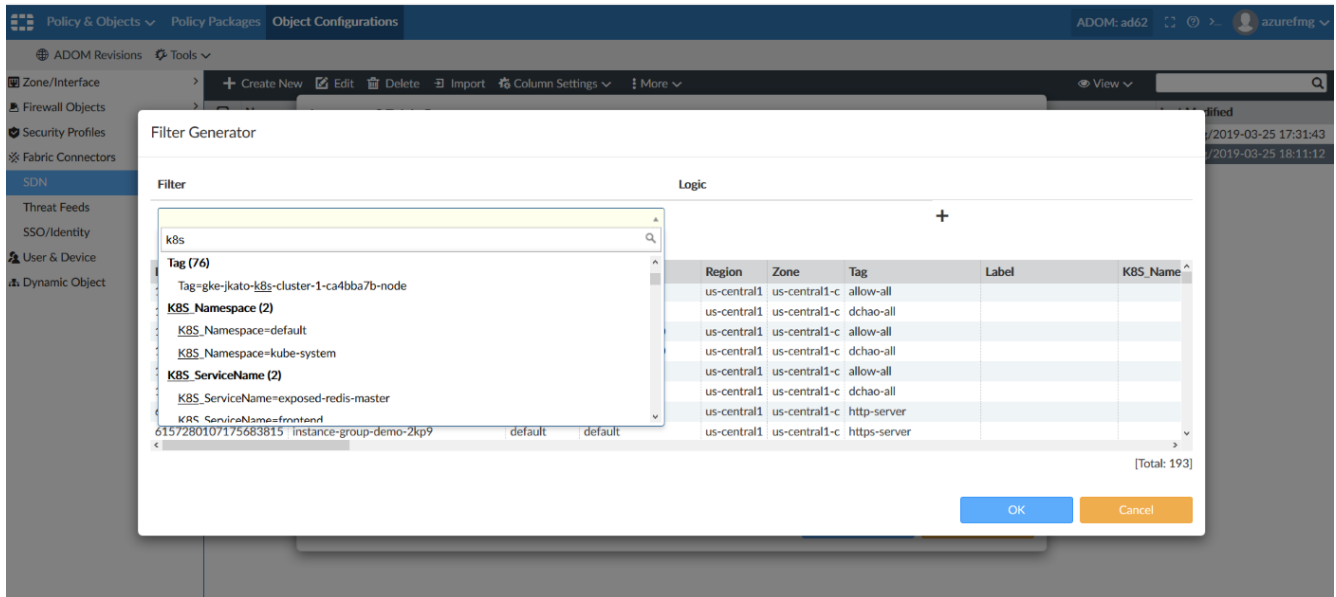 Policy & Objects Policy Packages Object Configurations ADOM: ad62 azurefmg
ADOM Revisions Tools
Zone/Interface
Firewall Objects
Security Profiles
Fabric Connectors
SDN
Threat Feeds
SSO/Identity
User & Device
Dynamic Object
Create New Edit Delete Import Column Settings More View
/2019-03-25 17:31:43
/2019-03-25 18:11:12
Filter Generator
Filter Logic
k8s
Tag (76)
Tag=gke-jkato-k8s-cluster-1-ca4bba7b-node
K8S_Namespace (2)
K8S_Namespace=default
K8S_Namespace=kube-system
K8S_ServiceName (2)
K8S_ServiceName=exposed-redis-master
K8S_ServiceName=frontend
Region Zone Tag Label K8S_Name
us-central1 us-central1-c allow-all
us-central1 us-central1-c dchao-all
us-central1 us-central1-c allow-all
us-central1 us-central1-c dchao-all
us-central1 us-central1-c allow-all
us-central1 us-central1-c dchao-all
us-central1 us-central1-c http-server
6157280107175683815 instance-group-demo-2kp9 default default us-central1 us-central1-c https-server
[Total: 193]
OK Cancel